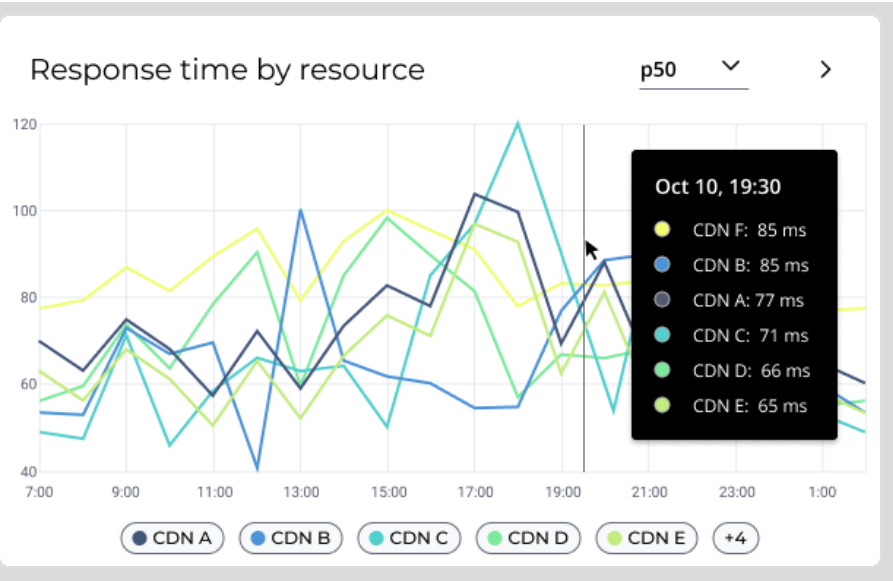 Response time by resource
p50
120
100
80
60
40
7:00 9:00 11:00 13:00 15:00 17:00 19:00 21:00 23:00 1:00
Oct 10, 19:30
CDN F: 85 ms
CDN B: 85 ms
CDN A: 77 ms
CDN C: 71 ms
CDN D: 66 ms
CDN E: 65 ms
CDN A CDN B CDN C CDN D CDN E +4